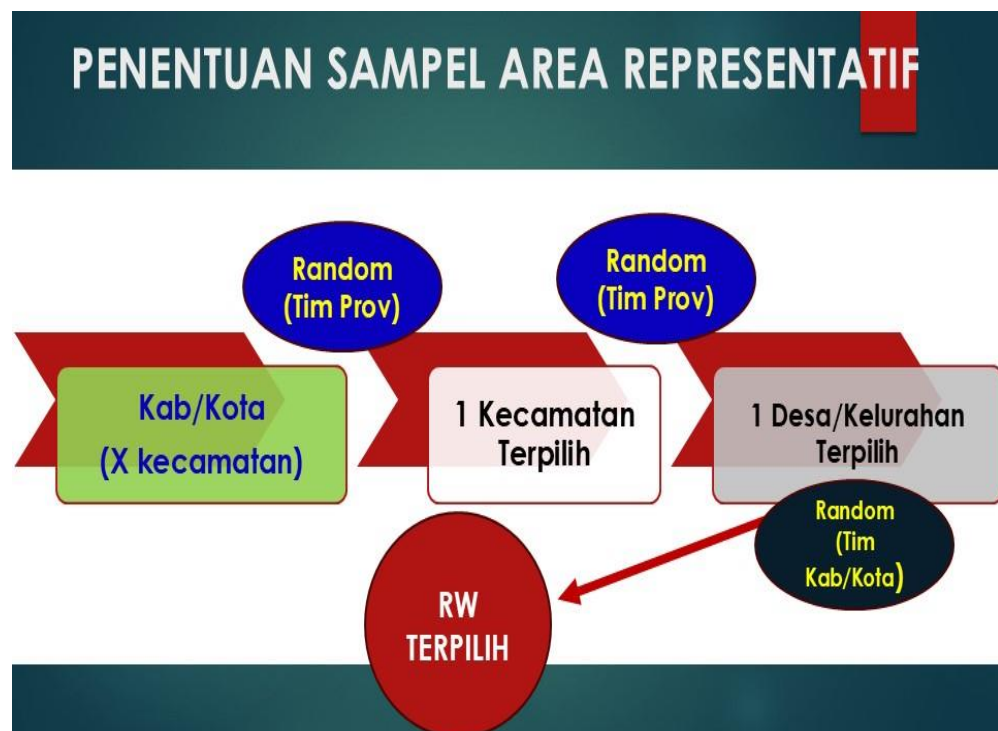 PENENTUAN SAMPEL AREA REPRESENTATIF
Random
(Tim Prov)
Random
(Tim Prov)
Kab/Kota
(X kecamatan)
1 Kecamatan
Terpilih
1 Desa/Kelurahan
Terpilih
Random
(Tim
Kab/Kota)
RW
TERPILIH